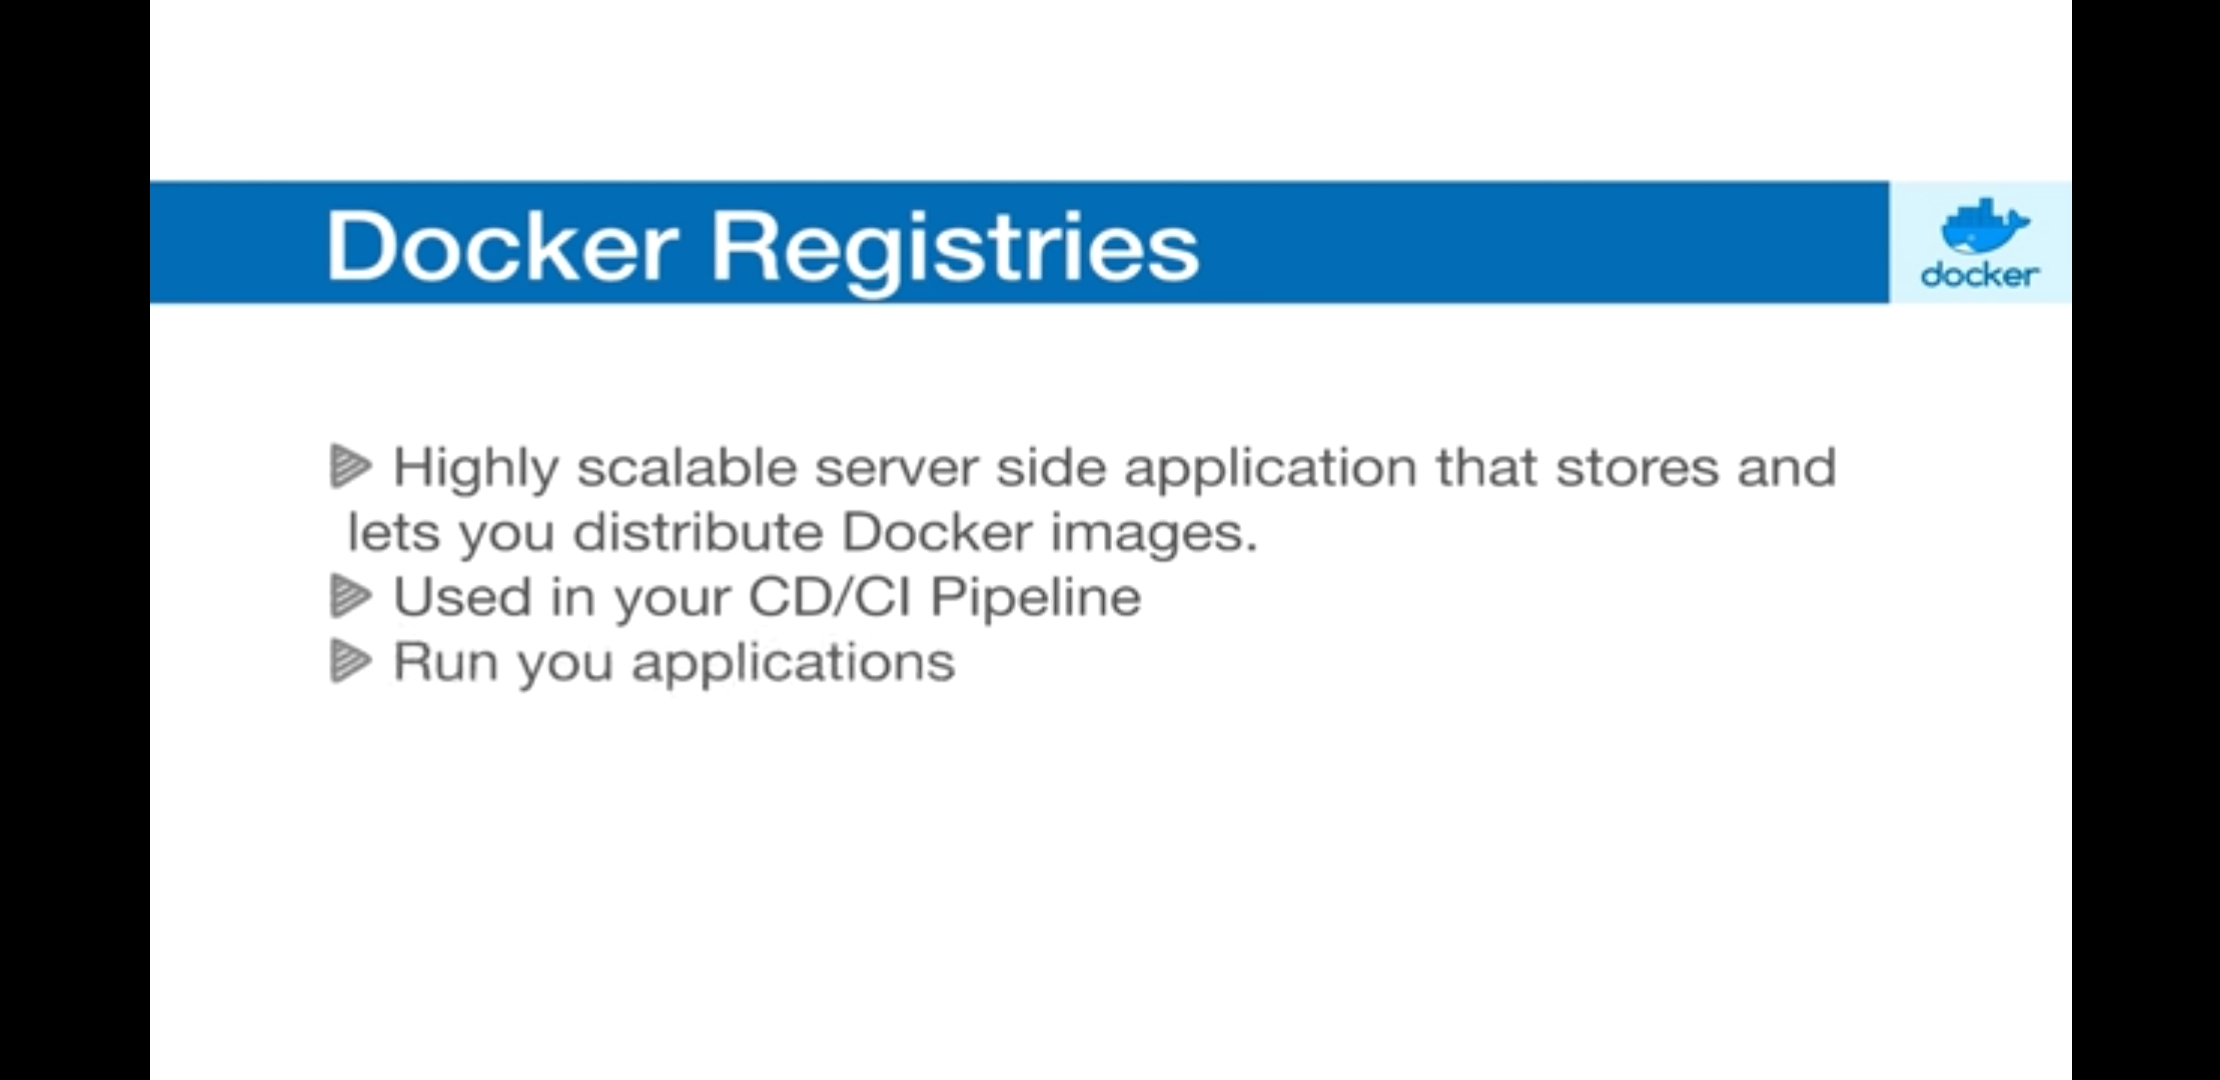 Docker Registries
docker
Highly scalable server side application that stores and
lets you distribute Docker images.
Used in your CD/CI Pipeline
Run you applications